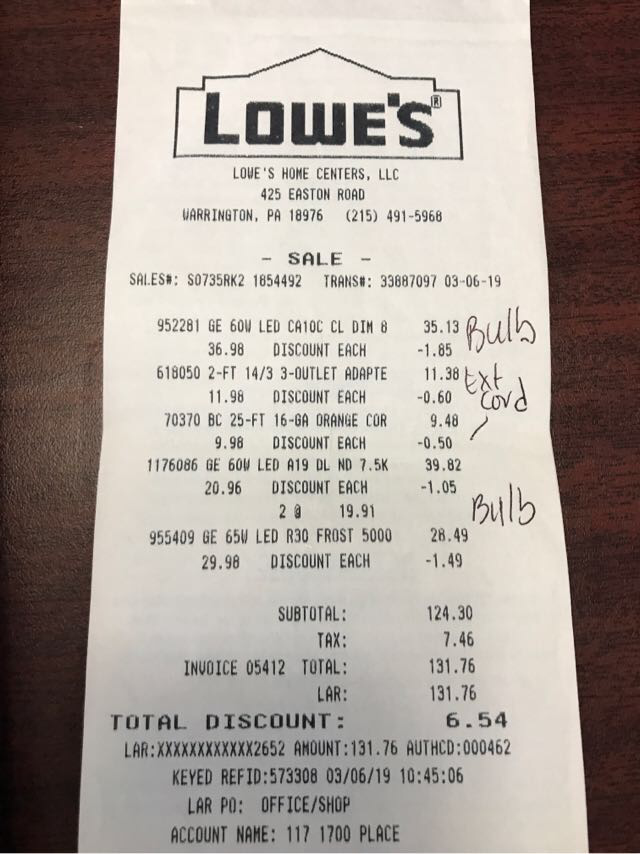 LOWE'S®
LOWE'S HOME CENTERS, LLC
425 EASTON ROAD
WARRINGTON, PA 18976 (215) 491-5968
- SALE -
SALES#: S0735RK2 1854492 TRANS#: 33887097 03-06-19
952281 GE 60W LED CA10C CL DIM 8 35.13 Bulb
36.98 DISCOUNT EACH -1.85
618050 2-FT 14/3 3-OUTLET ADAPTE 11.38 Ext
11.98 DISCOUNT EACH -0.60 cord
70370 BC 25-FT 16-GA ORANGE COR 9.48
9.98 DISCOUNT EACH -0.50
1176086 GE 60W LED A19 DL ND 7.5K 39.82
20.96 DISCOUNT EACH -1.05
2 @ 19.91 Bulb
955409 GE 65W LED R30 FROST 5000 28.49
29.98 DISCOUNT EACH -1.49
SUBTOTAL: 124.30
TAX: 7.46
INVOICE 05412 TOTAL: 131.76
LAR: 131.76
TOTAL DISCOUNT: 6.54
LAR:XXXXXXXXXXXX2652 AMOUNT:131.76 AUTHCD:000462
KEYED REFID:573308 03/06/19 10:45:06
LAR PO: OFFICE/SHOP
ACCOUNT NAME: 117 1700 PLACE